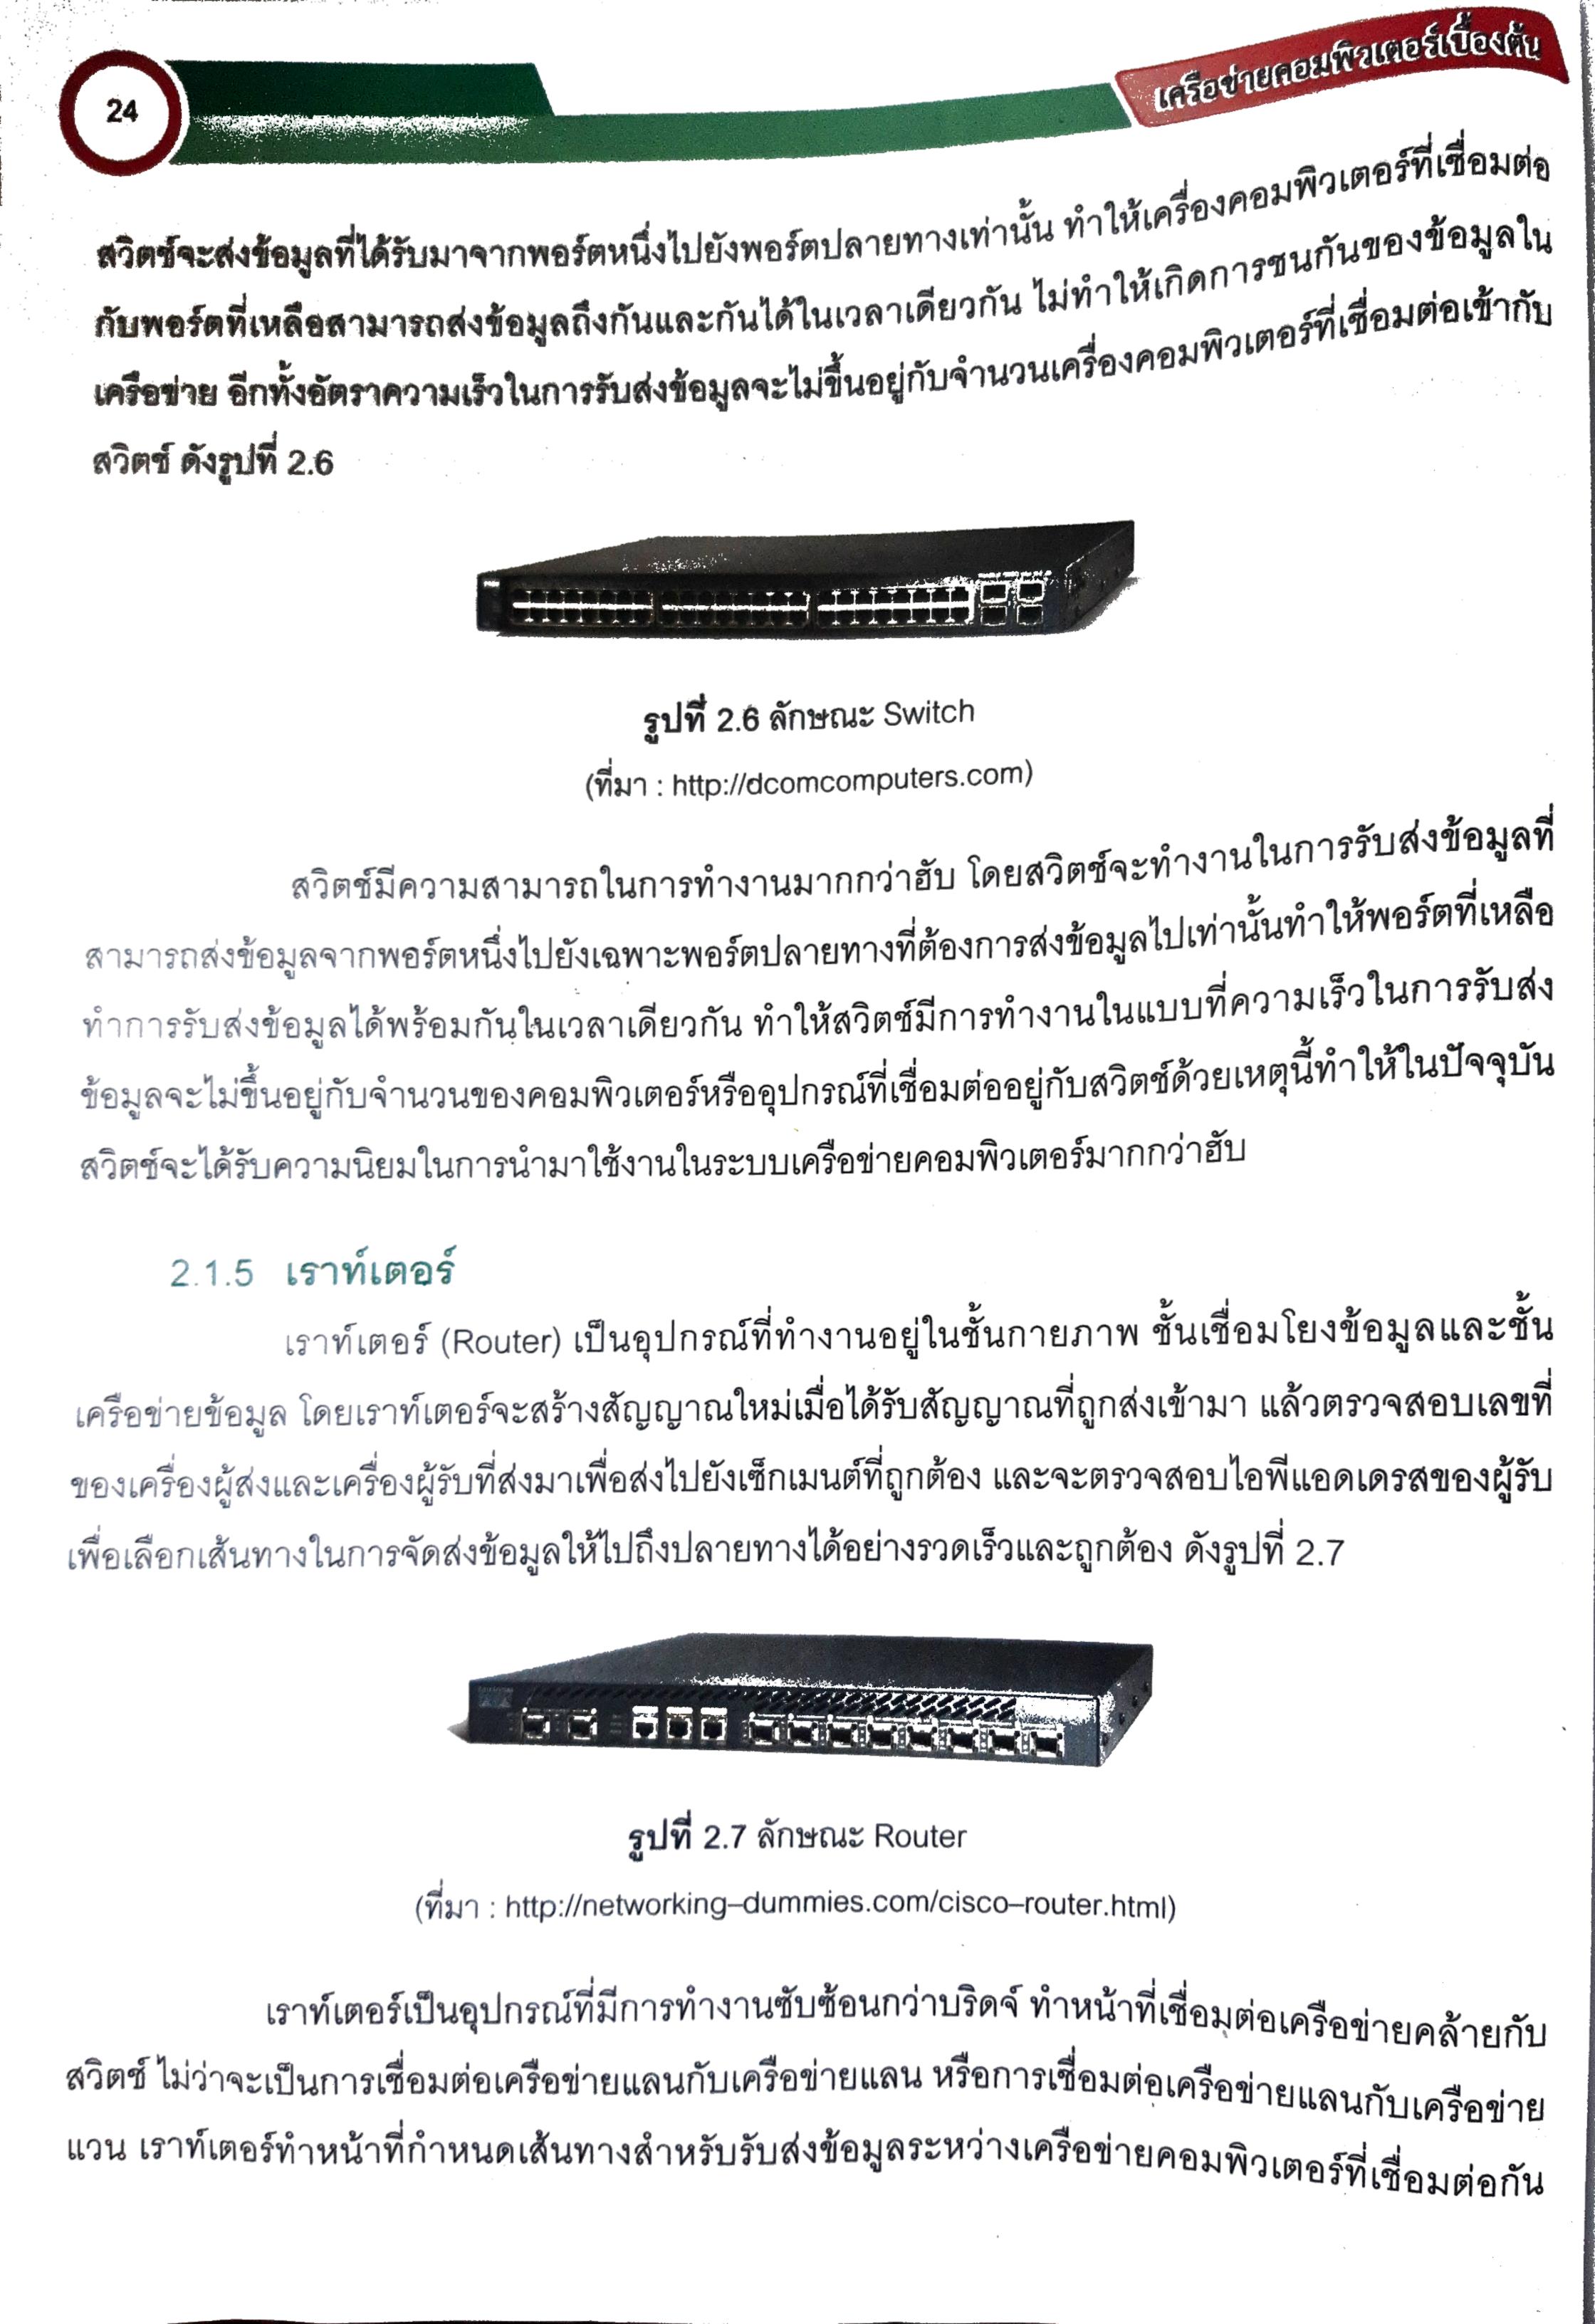 24
เครือข่ายคอมพิวเตอร์เบื้องต้น
สวิตช์จะส่งข้อมูลที่ได้รับมาจากพอร์ตหนึ่งไปยังพอร์ตปลายทางเท่านั้น ทำให้เครื่องคอมพิวเตอร์ที่เชื่อมต่อ
กับพอร์ตที่เหลือสามารถส่งข้อมูลถึงกันและกันได้ในเวลาเดียวกัน ไม่ทำให้เกิดการชนกันของข้อมูลใน
เครือข่าย อีกทั้งอัตราความเร็วในการรับส่งข้อมูลจะไม่ขึ้นอยู่กับจำนวนเครื่องคอมพิวเตอร์ที่เชื่อมต่อเข้ากับ
สวิตช์ ดังรูปที่ 2.6
รูปที่ 2.6 ลักษณะ Switch
(ที่มา : http://dcomcomputers.com)
สวิตช์มีความสามารถในการทำงานมากกว่าฮับ โดยสวิตช์จะทำงานในการรับส่งข้อมูลที่
สามารถส่งข้อมูลจากพอร์ตหนึ่งไปยังเฉพาะพอร์ตปลายทางที่ต้องการส่งข้อมูลไปเท่านั้นทำให้พอร์ตที่เหลือ
ทำการรับส่งข้อมูลได้พร้อมกันในเวลาเดียวกัน ทำให้สวิตช์มีการทำงานในแบบที่ความเร็วในการรับส่ง
ข้อมูลจะไม่ขึ้นอยู่กับจำนวนของคอมพิวเตอร์หรืออุปกรณ์ที่เชื่อมต่ออยู่กับสวิตช์ด้วยเหตุนี้ทำให้ในปัจจุบัน
สวิตช์จะได้รับความนิยมในการนำมาใช้งานในระบบเครือข่ายคอมพิวเตอร์มากกว่าฮับ
2.1.5 เราท์เตอร์
เราท์เตอร์ (Router) เป็นอุปกรณ์ที่ทำงานอยู่ในชั้นกายภาพ ชั้นเชื่อมโยงข้อมูลและชั้น
เครือข่ายข้อมูล โดยเราท์เตอร์จะสร้างสัญญาณใหม่เมื่อได้รับสัญญาณที่ถูกส่งเข้ามา แล้วตรวจสอบเลขที่
ของเครื่องผู้ส่งและเครื่องผู้รับที่ส่งมาเพื่อส่งไปยังเซ็กเมนต์ที่ถูกต้อง และจะตรวจสอบไอพีแอดเดรสของผู้รับ
เพื่อเลือกเส้นทางในการจัดส่งข้อมูลให้ไปถึงปลายทางได้อย่างรวดเร็วและถูกต้อง ดังรูปที่ 2.7
รูปที่ 2.7 ลักษณะ Router
(ที่มา : http://networking–dummies.com/cisco–router.html)
เราท์เตอร์เป็นอุปกรณ์ที่มีการทำงานซับซ้อนกว่าบริดจ์ ทำหน้าที่เชื่อมต่อเครือข่ายคล้ายกับ
สวิตช์ ไม่ว่าจะเป็นการเชื่อมต่อเครือข่ายแลนกับเครือข่ายแลน หรือการเชื่อมต่อเครือข่ายแลนกับเครือข่าย
แวน เราท์เตอร์ทำหน้าที่กำหนดเส้นทางสำหรับรับส่งข้อมูลระหว่างเครือข่ายคอมพิวเตอร์ที่เชื่อมต่อกัน